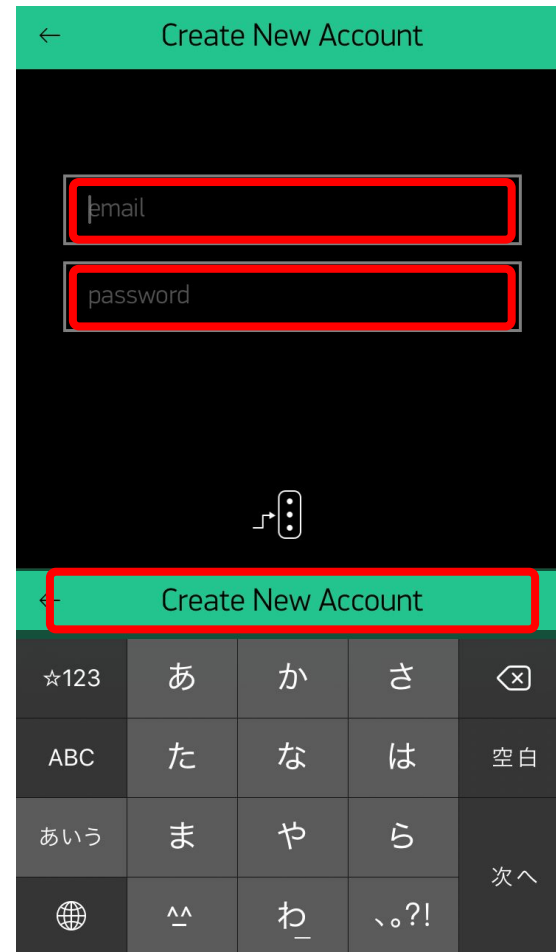 ← Create New Account
email
password
← Create New Account
☆123 あ か さ
ABC た な は 空白
あいう ま や ら 次へ
^^ わ_ 、。?!